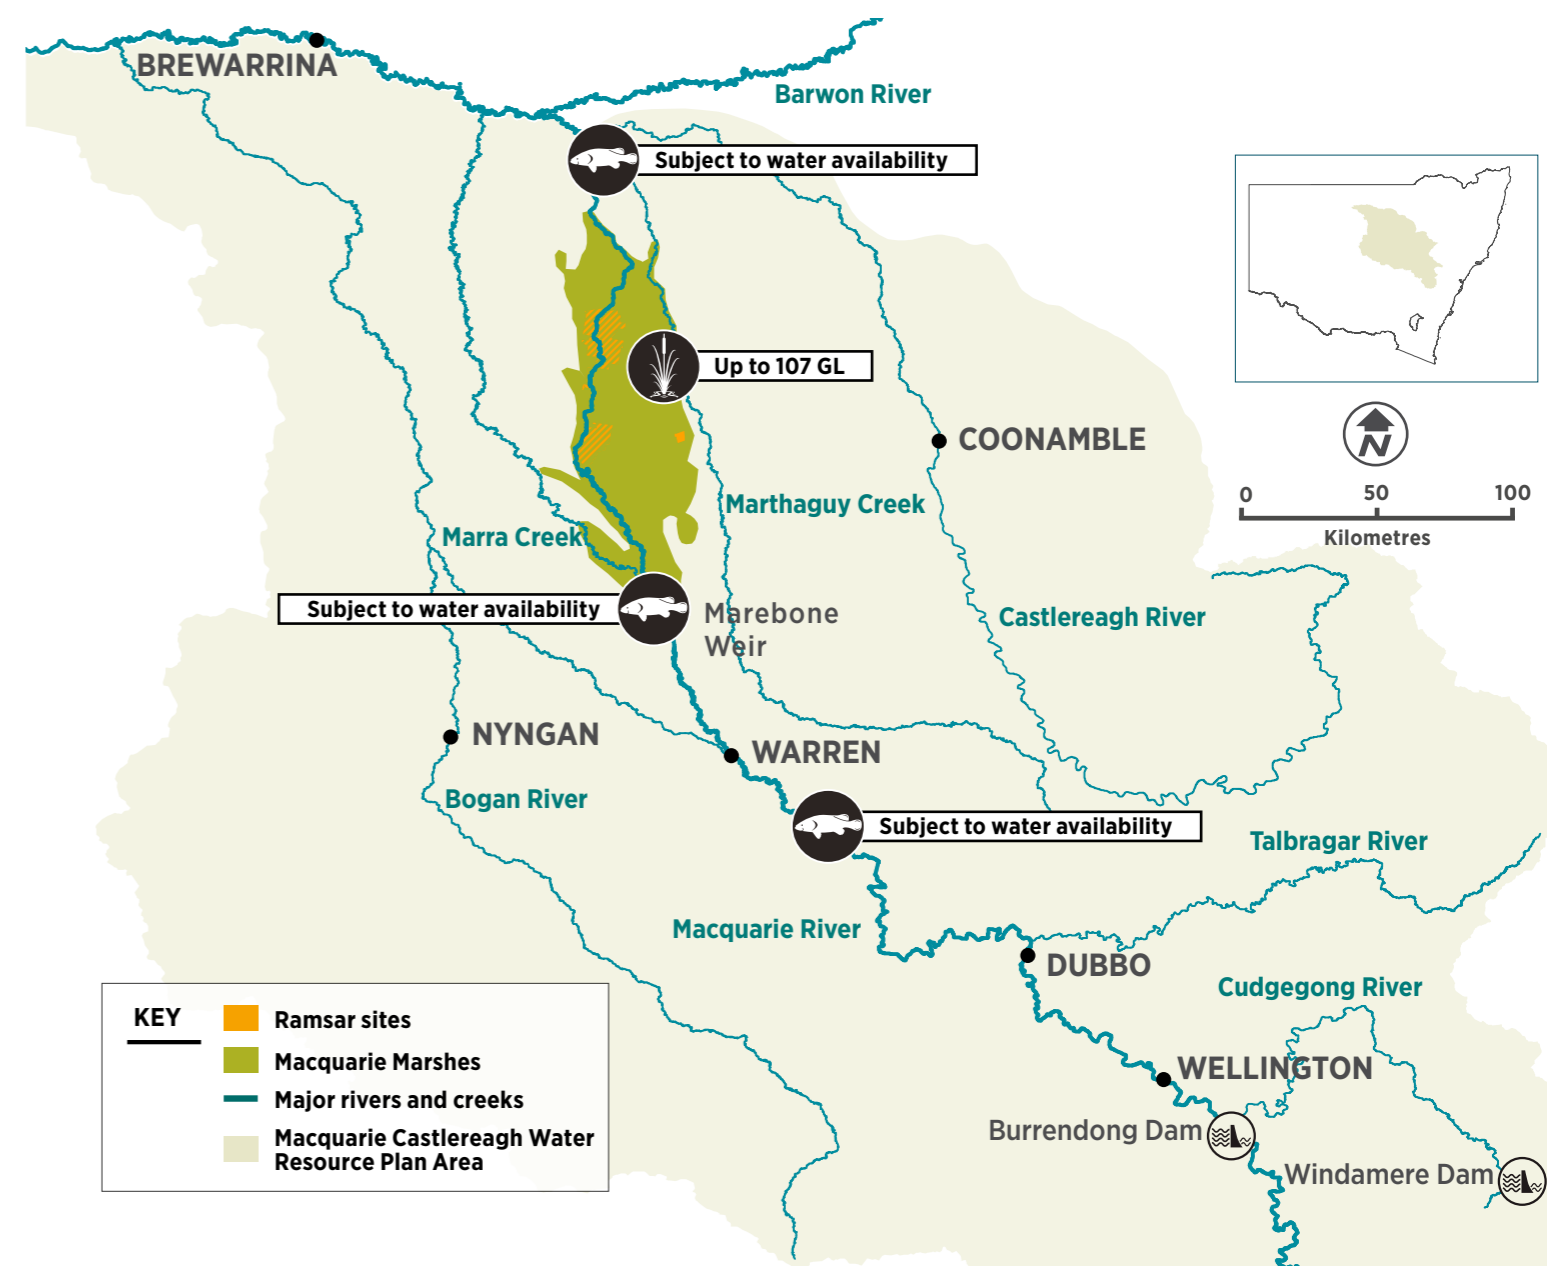 BREWARRINA
Barwon River
Subject to water availability
Up to 107 GL
COONAMBLE
N
0 50 100
Kilometres
Marthaguy Creek
Marra Creek
Subject to water availability
Marebone
Weir
Castlereagh River
NYNGAN
WARREN
Bogan River
Subject to water availability
Talbragar River
Macquarie River
DUBBO
Cudgegong River
WELLINGTON
Burrendong Dam
Windamere Dam
KEY
Ramsar sites
Macquarie Marshes
Major rivers and creeks
Macquarie Castlereagh Water
Resource Plan Area